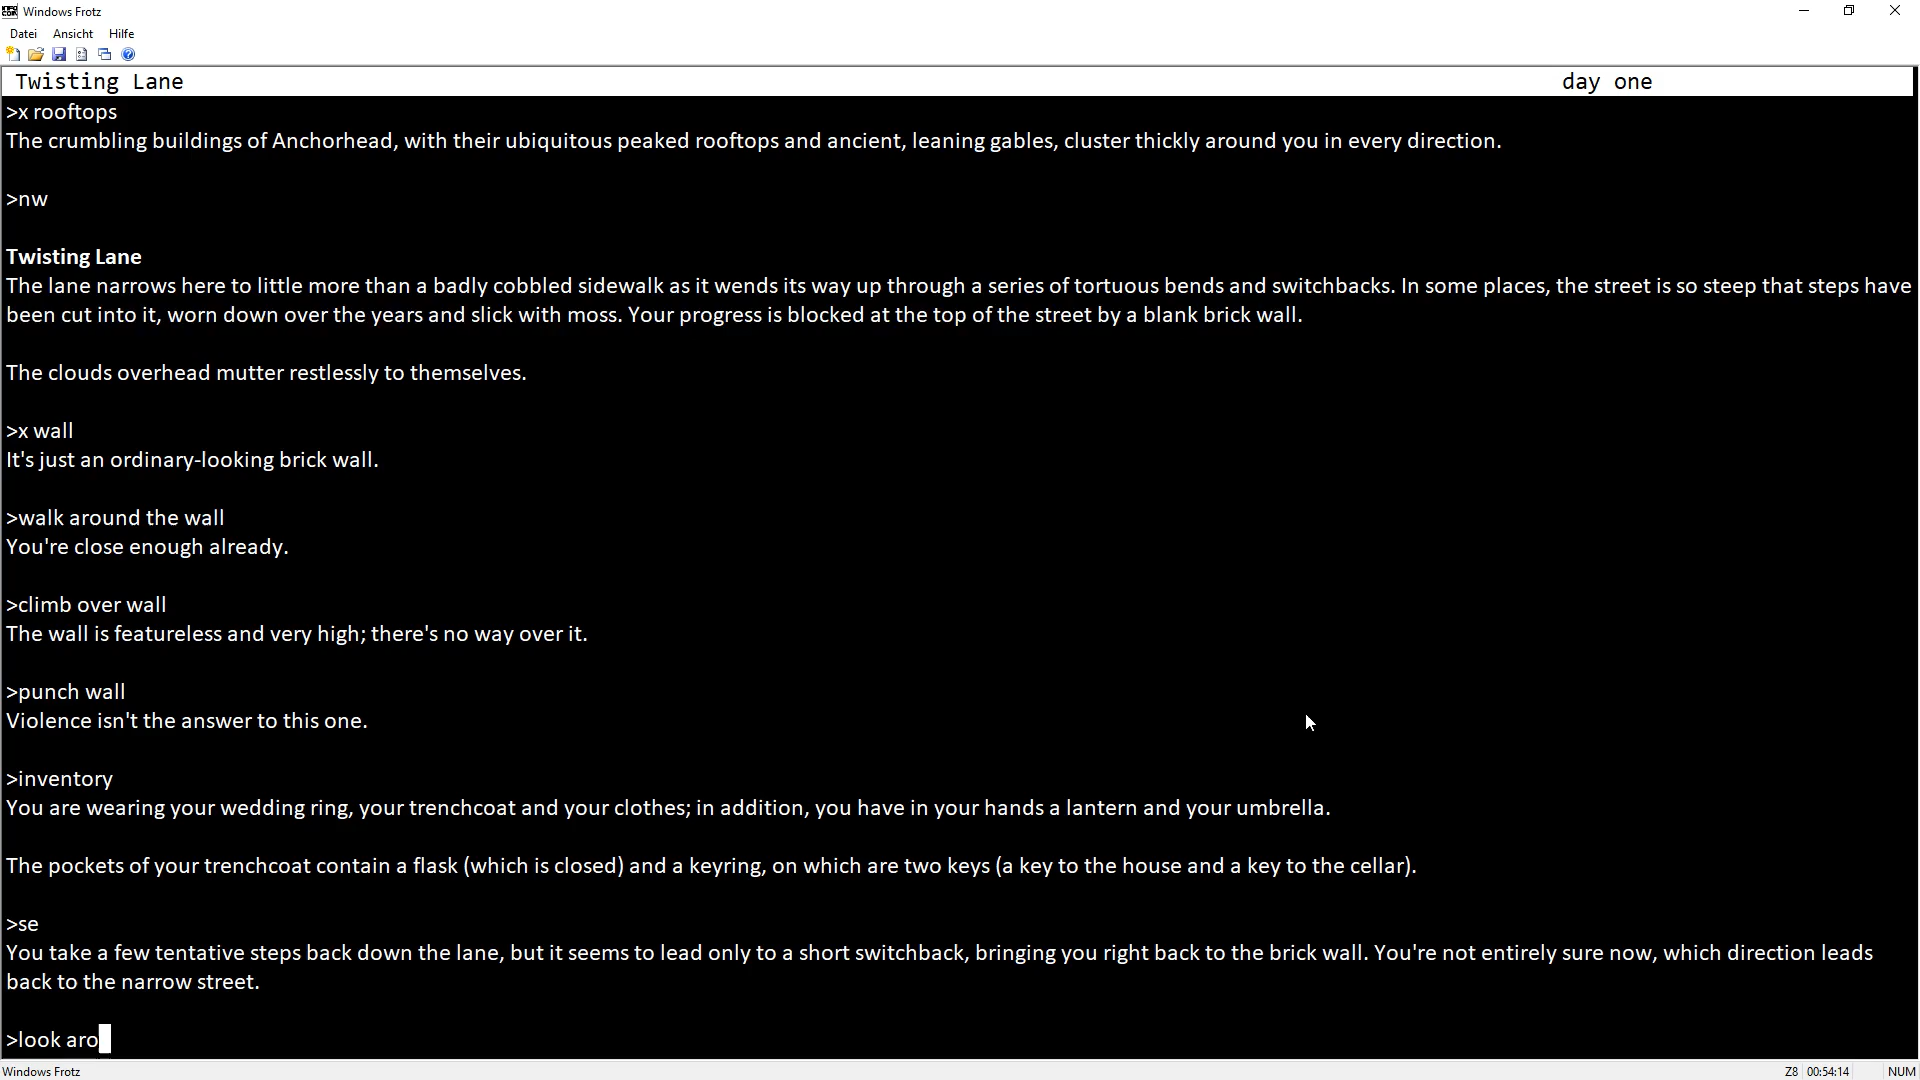 Windows Frotz
Datei Ansicht Hilfe
Twisting Lane day one
>x rooftops
The crumbling buildings of Anchorhead, with their ubiquitous peaked rooftops and ancient, leaning gables, cluster thickly around you in every direction.
>nw
Twisting Lane
The lane narrows here to little more than a badly cobbled sidewalk as it wends its way up through a series of tortuous bends and switchbacks. In some places, the street is so steep that steps have
been cut into it, worn down over the years and slick with moss. Your progress is blocked at the top of the street by a blank brick wall.
The clouds overhead mutter restlessly to themselves.
>x wall
It's just an ordinary-looking brick wall.
>walk around the wall
You're close enough already.
>climb over wall
The wall is featureless and very high; there's no way over it.
>punch wall
Violence isn't the answer to this one.
>inventory
You are wearing your wedding ring, your trenchcoat and your clothes; in addition, you have in your hands a lantern and your umbrella.
The pockets of your trenchcoat contain a flask (which is closed) and a keyring, on which are two keys (a key to the house and a key to the cellar).
>se
You take a few tentative steps back down the lane, but it seems to lead only to a short switchback, bringing you right back to the brick wall. You're not entirely sure now, which direction leads
back to the narrow street.
>look aro
Windows Frotz Z8 00:54:14 NUM